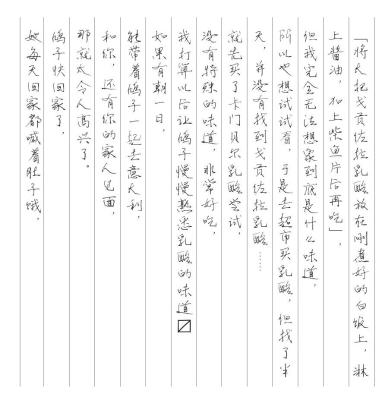 「将大把戈贡佐拉乳酪放在刚煮好的白饭上，淋
上酱油，加上柴鱼片后再吃」，
但我完全无法想象到底是什么味道，
所以也想试试看，于是去超市买乳酪，但找了半
天，并没有找到戈贡佐拉乳酪……
就先买了卡门贝尔乳酪尝试，
没有特殊的味道，非常好吃，
我打算以后让鸽子慢慢熟悉乳酪的味道〼
如果有朝一日，
能带着鸽子一起去意大利，
和你，还有你的家人见面，
那就太令人高兴了。
鸽子快回家了，
她每天回家都喊着肚子饿，